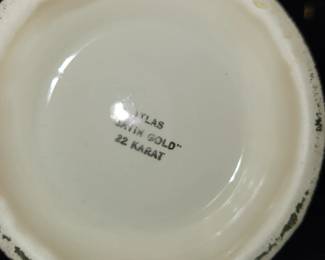 ATLAS
"SATIN GOLD"
22 KARAT